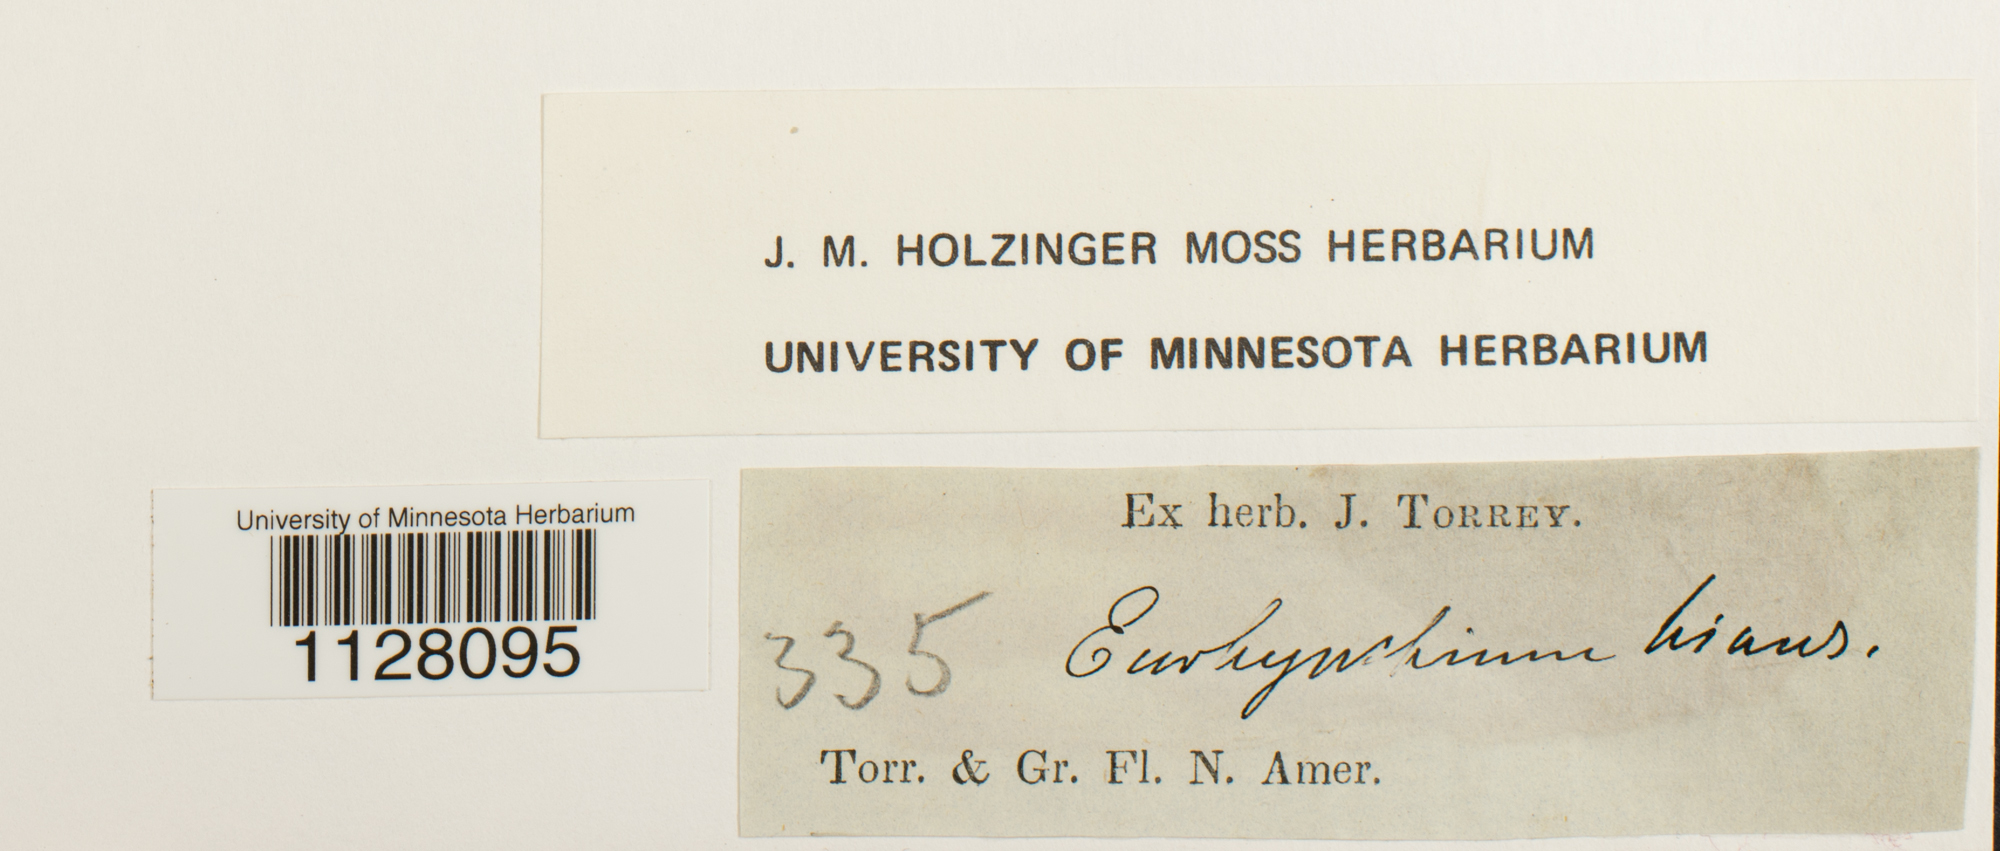 J. M. HOLZINGER MOSS HERBARIUM
UNIVERSITY OF MINNESOTA HERBARIUM
University of Minnesota Herbarium
1128095
Ex herb. J. TORREY.
335 Eurhynchium hians.
Torr. & Gr. Fl. N. Amer.